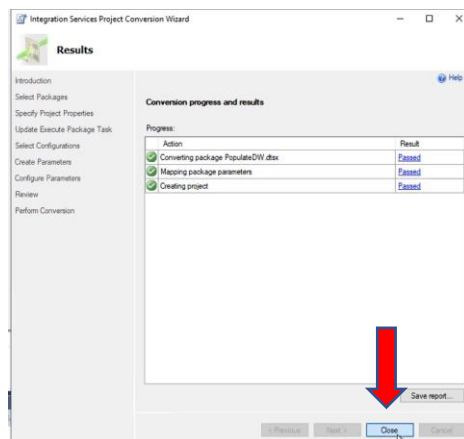 Integration Services Project Conversion Wizard
Results
Help
Introduction
Select Packages
Specify Project Properties
Update Execute Package Task
Select Configurations
Create Parameters
Configure Parameters
Review
Perform Conversion
Conversion progress and results
Progress:
Action Result
Converting package PopulateDW.dtsx Passed
Mapping package parameters Passed
Creating project Passed
Save report...
< Previous Next > Close Cancel